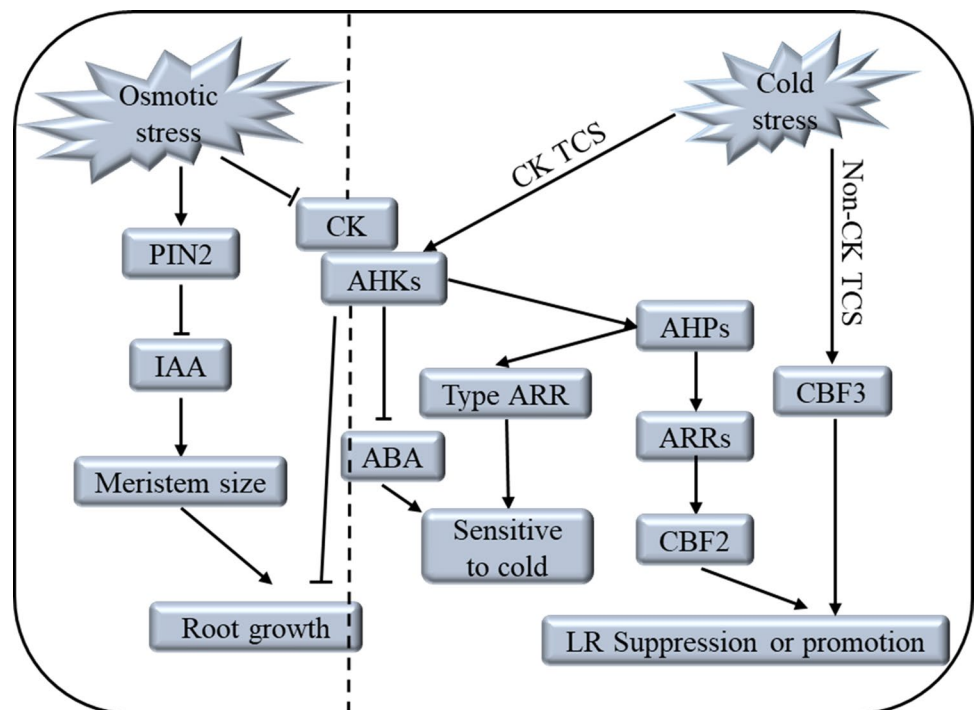 Osmotic
stress
Cold
stress
CK TCS
Non-CK TCS
CK
PIN2
AHKs
AHPs
IAA
Type ARR
CBF3
ARRs
ABA
Meristem size
Sensitive
to cold
CBF2
Root growth
LR Suppression or promotion